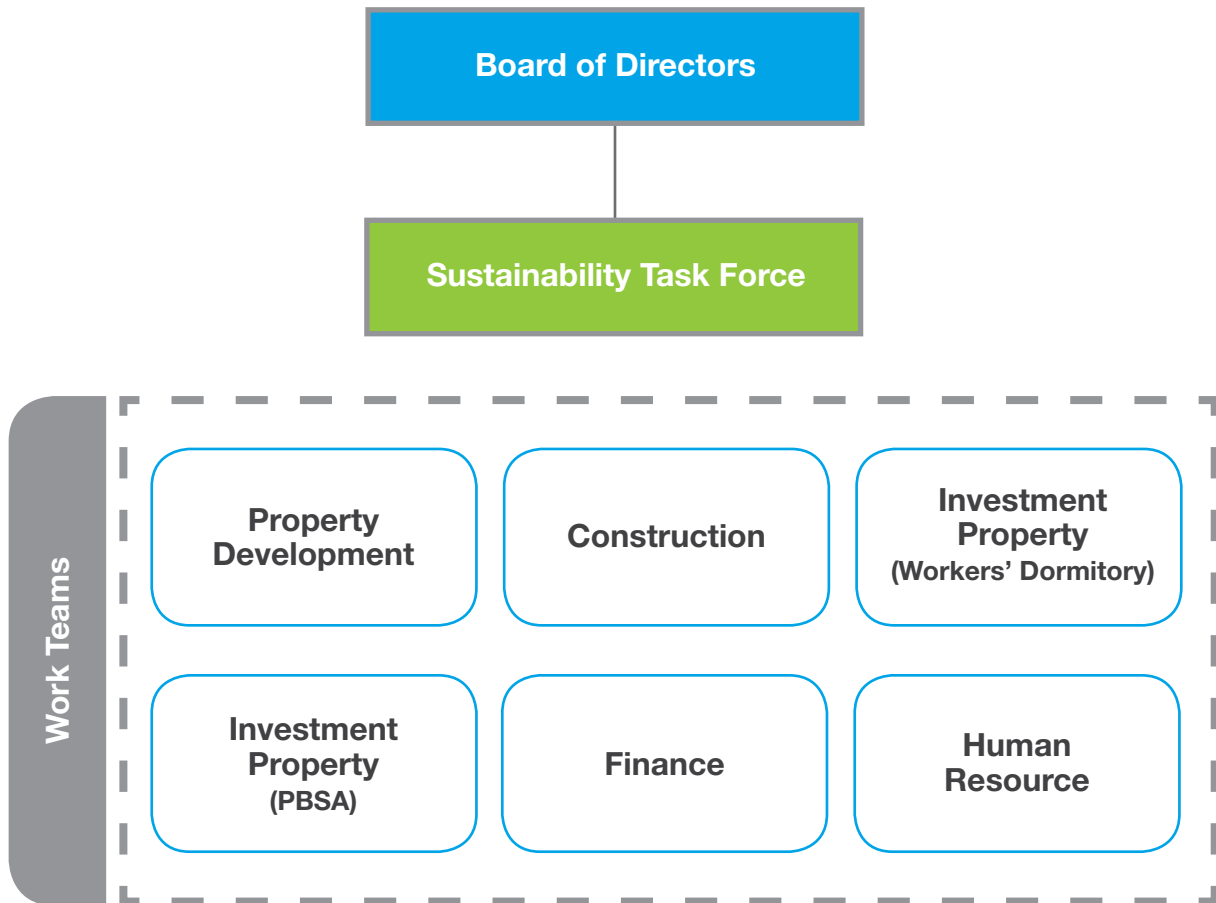 Board of Directors
Sustainability Task Force
Work Teams
Property
Development
Construction
Investment
Property
(Workers’ Dormitory)
Investment
Property
(PBSA)
Finance
Human
Resource